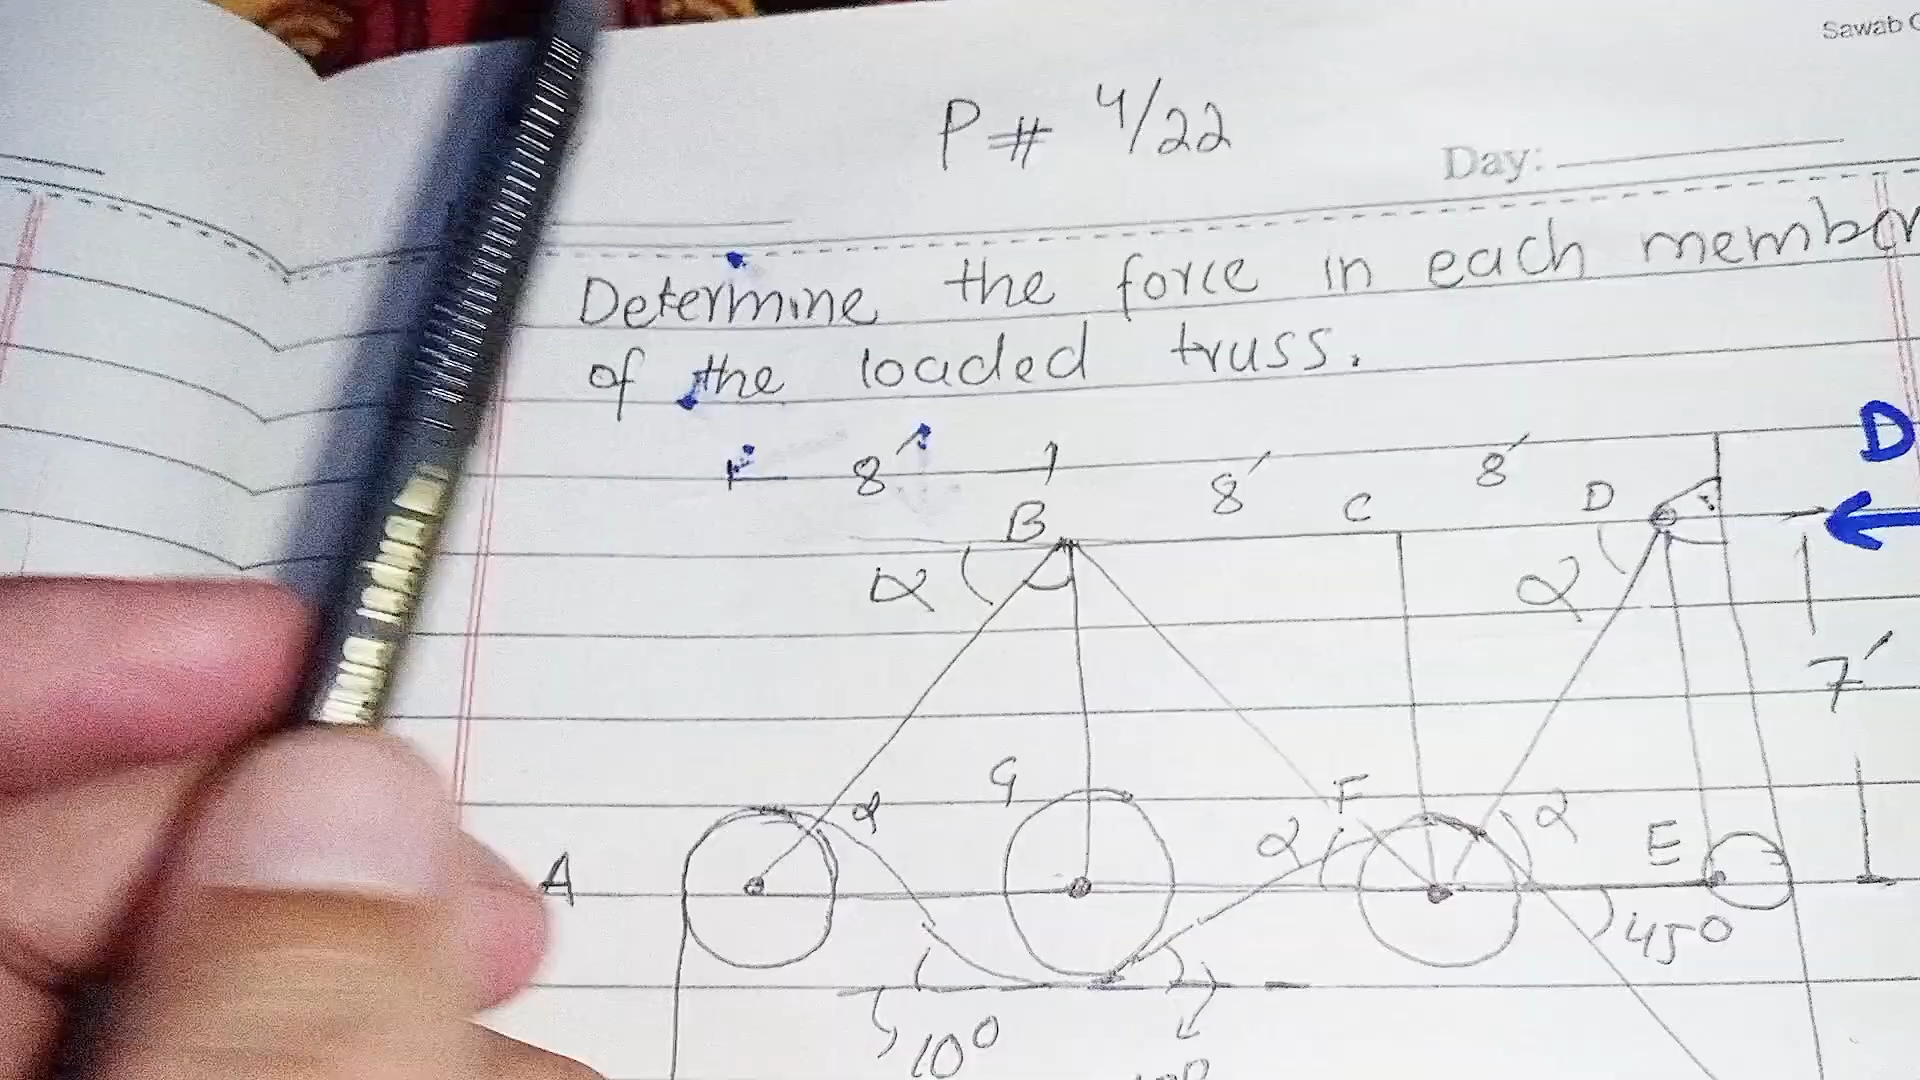 Sawab
P # 4/22
Day:
Determine the force in each member
of the loaded truss.
8' 8' 8'
D
B C D
α α
7'
G F α
α α E
A
45°
10°